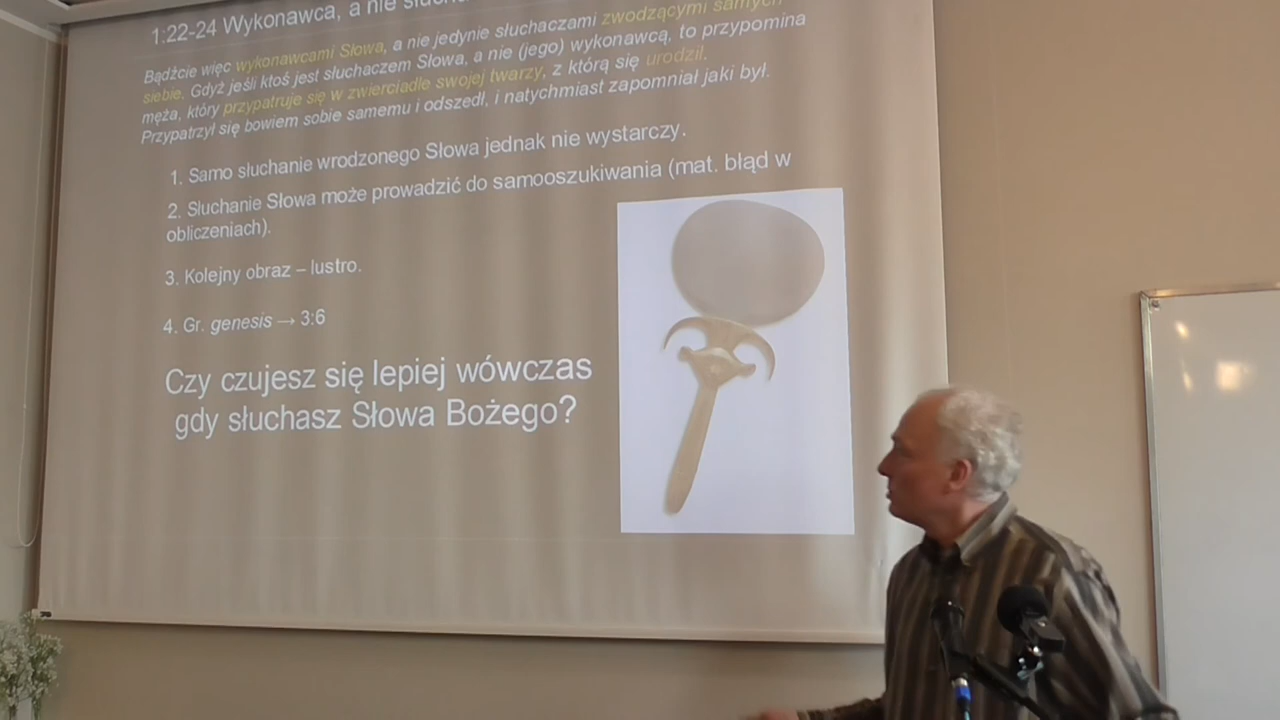 1:22-24 Wykonawca, a nie
Bądźcie więc wykonawcami Słowa, a nie jedynie słuchaczami zwodzącymi samych
siebie. Gdyż jeśli ktoś jest słuchaczem Słowa, a nie (jego) wykonawcą, to przypomina
męża, który przypatruje się w zwierciadle swojej twarzy, z którą się urodził.
Przypatrzył się bowiem sobie samemu i odszedł, i natychmiast zapomniał jaki był.
1. Samo słuchanie wrodzonego Słowa jednak nie wystarczy.
2. Słuchanie Słowa może prowadzić do samooszukiwania (mat. błąd w
obliczeniach).
3. Kolejny obraz – lustro.
4. Gr. genesis → 3:6
Czy czujesz się lepiej wówczas
gdy słuchasz Słowa Bożego?